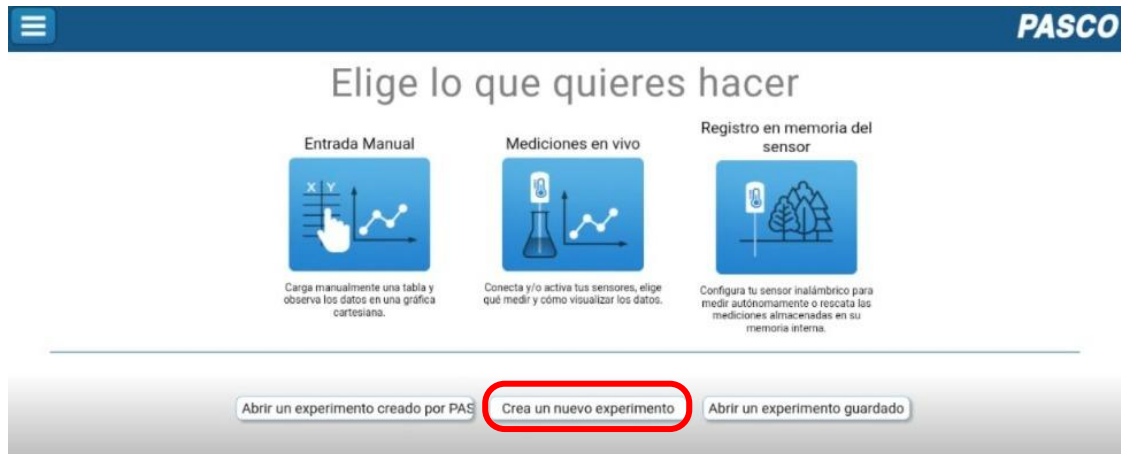 PASCO
Elige lo que quieres hacer
Entrada Manual
X Y
Carga manualmente una tabla y
observa los datos en una gráfica
cartesiana.
Mediciones en vivo
Conecta y/o activa tus sensores, elige
qué medir y cómo visualizar los datos.
Registro en memoria del
sensor
Configura tu sensor inalámbrico para
medir autónomamente o rescata las
mediciones almacenadas en su
memoria interna.
Abrir un experimento creado por PAS
Crea un nuevo experimento
Abrir un experimento guardado